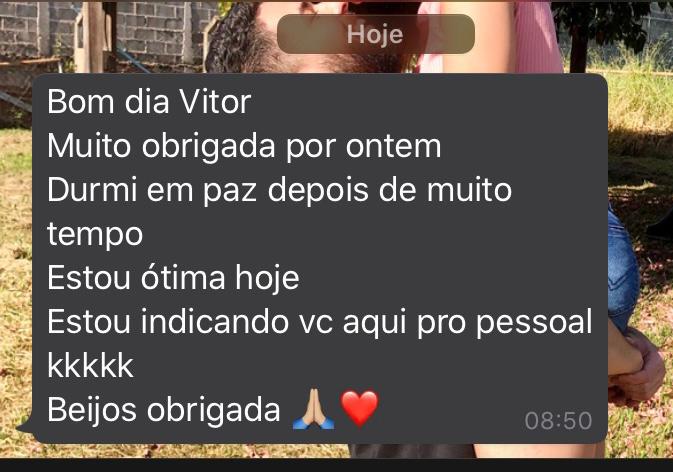 Hoje
Bom dia Vitor
Muito obrigada por ontem
Durmi em paz depois de muito
tempo
Estou ótima hoje
Estou indicando vc aqui pro pessoal
kkkkk
Beijos obrigada 🙏🏼❤️
08:50